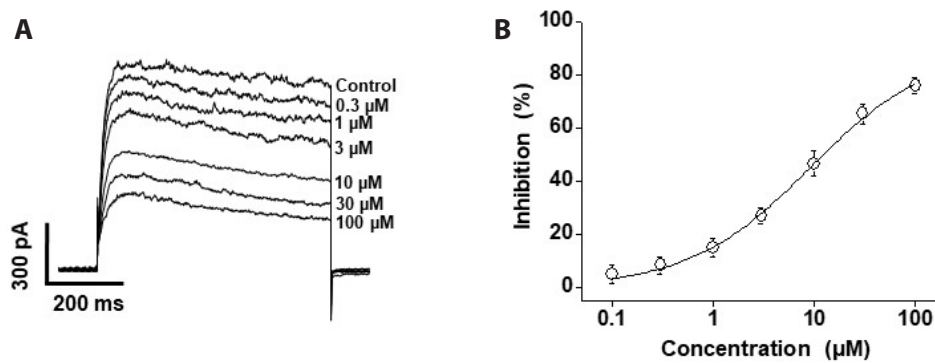 A
Control
0.3 µM
1 µM
3 µM
10 µM
30 µM
100 µM
300 pA
200 ms
B
100
80
60
40
20
0
Inhibition (%)
0.1
1
10
100
Concentration (µM)